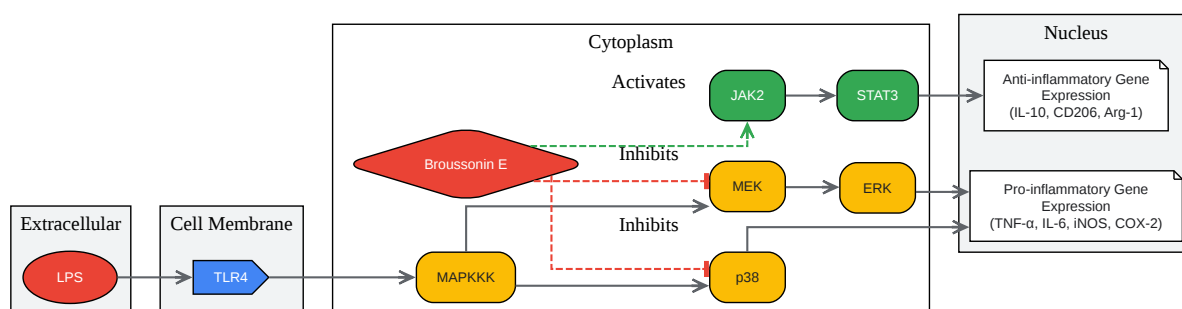 Extracellular
LPS
Cell Membrane
TLR4
Cytoplasm
Activates
JAK2
STAT3
Broussonin E
Inhibits
MEK
ERK
Inhibits
MAPKKK
p38
Nucleus
Anti-inflammatory Gene
Expression
(IL-10, CD206, Arg-1)
Pro-inflammatory Gene
Expression
(TNF-α, IL-6, iNOS, COX-2)